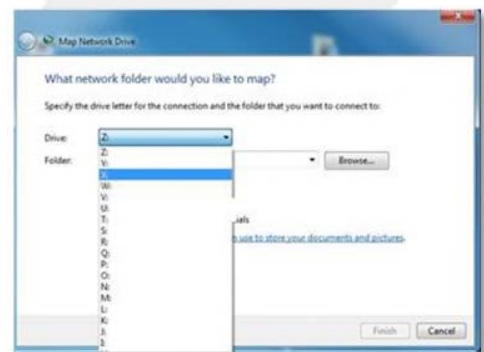 Map Network Drive
What network folder would you like to map?
Specify the drive letter for the connection and the folder that you want to connect to:
Drive: Z:
Z:
Y:
Folder: Browse...
X:
W:
V:
U:
T:
S:
R:
Q:
P:
O:
N:
M:
L:
K:
J:
I:
use to store your documents and pictures.
Finish Cancel